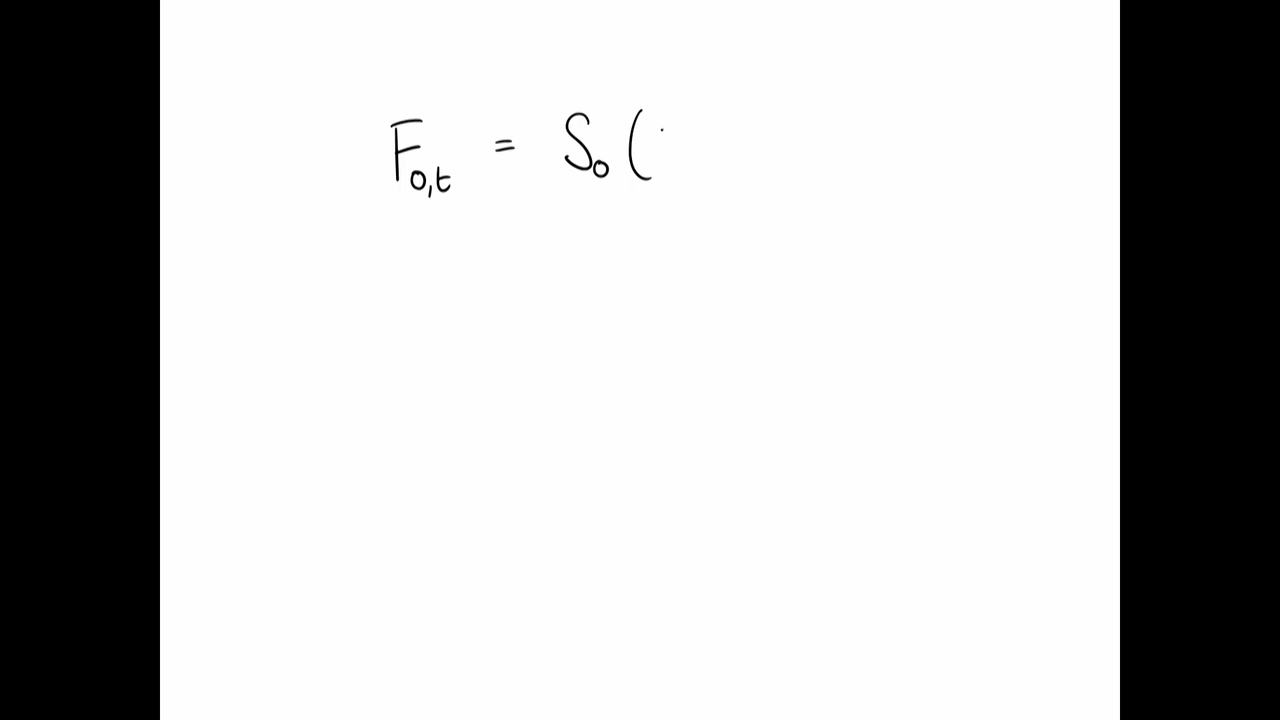 F₀,ₜ = S₀ (